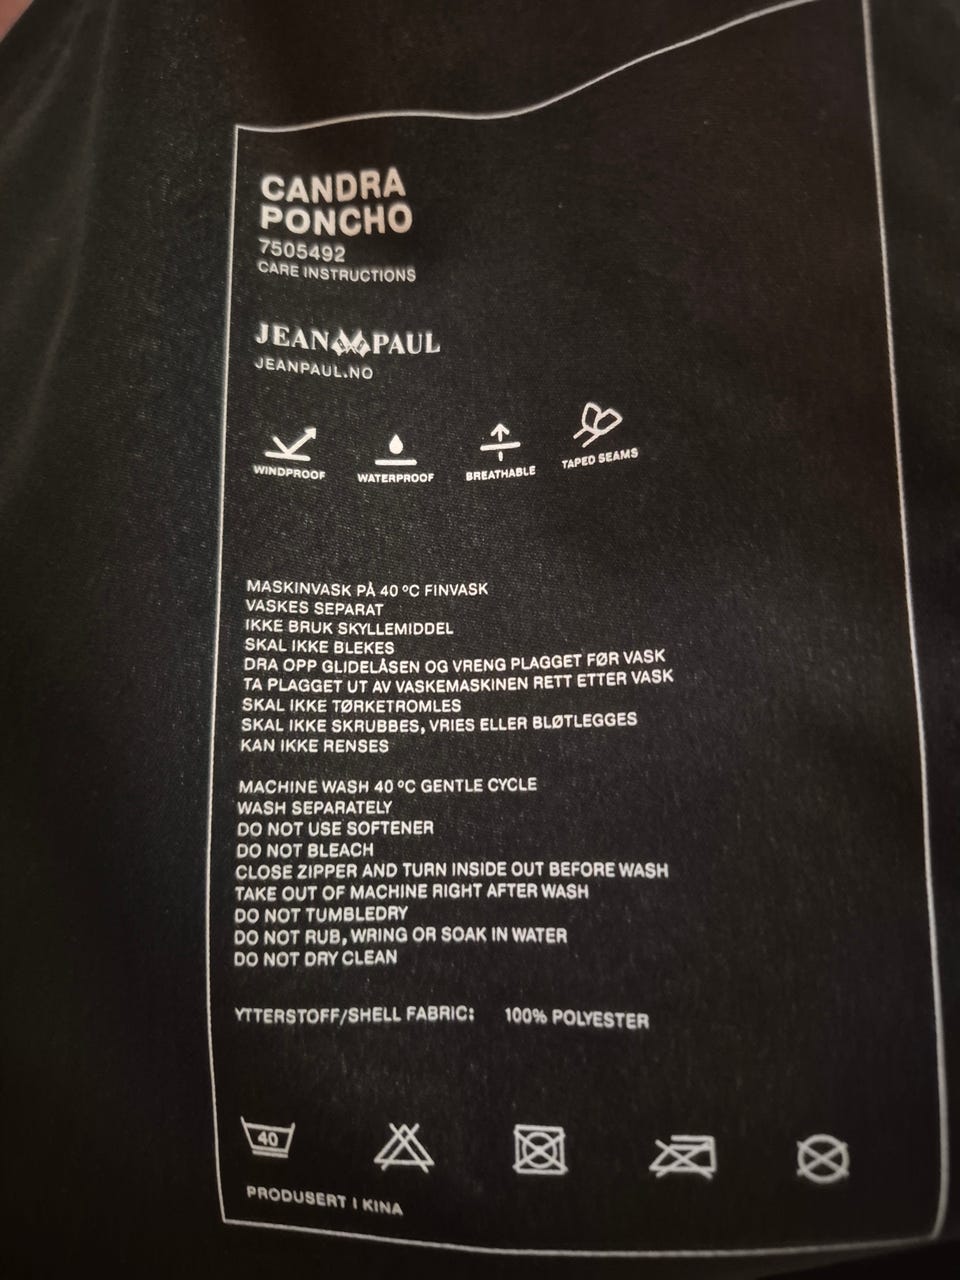 CANDRA
PONCHO
7505492
CARE INSTRUCTIONS
JEAN PAUL
JEANPAUL.NO
WINDPROOF WATERPROOF BREATHABLE TAPED SEAMS
MASKINVASK PÅ 40 ºC FINVASK
VASKES SEPARAT
IKKE BRUK SKYLLEMIDDEL
SKAL IKKE BLEKES
DRA OPP GLIDELÅSEN OG VRENG PLAGGET FØR VASK
TA PLAGGET UT AV VASKEMASKINEN RETT ETTER VASK
SKAL IKKE TØRKETROMLES
SKAL IKKE SKRUBBES, VRIES ELLER BLØTLEGGES
KAN IKKE RENSES
MACHINE WASH 40 ºC GENTLE CYCLE
WASH SEPARATELY
DO NOT USE SOFTENER
DO NOT BLEACH
CLOSE ZIPPER AND TURN INSIDE OUT BEFORE WASH
TAKE OUT OF MACHINE RIGHT AFTER WASH
DO NOT TUMBLEDRY
DO NOT RUB, WRING OR SOAK IN WATER
DO NOT DRY CLEAN
YTTERSTOFF/SHELL FABRIC: 100% POLYESTER
40
PRODUSERT I KINA